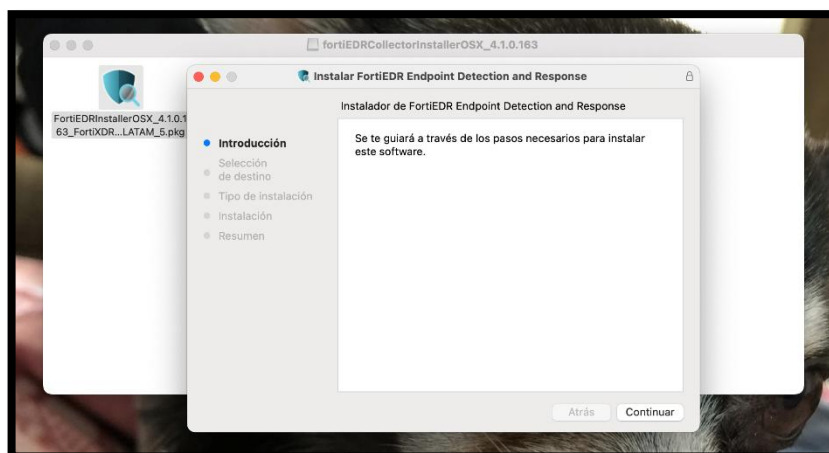 fortiEDRCollectorInstallerOSX_4.1.0.163
FortiEDRInstallerOSX_4.1.0.1
63_FortiXDR...LATAM_5.pkg
Instalar FortiEDR Endpoint Detection and Response
Instalador de FortiEDR Endpoint Detection and Response
Introducción
Selección
de destino
Tipo de instalación
Instalación
Resumen
Se te guiará a través de los pasos necesarios para instalar
este software.
Atrás
Continuar